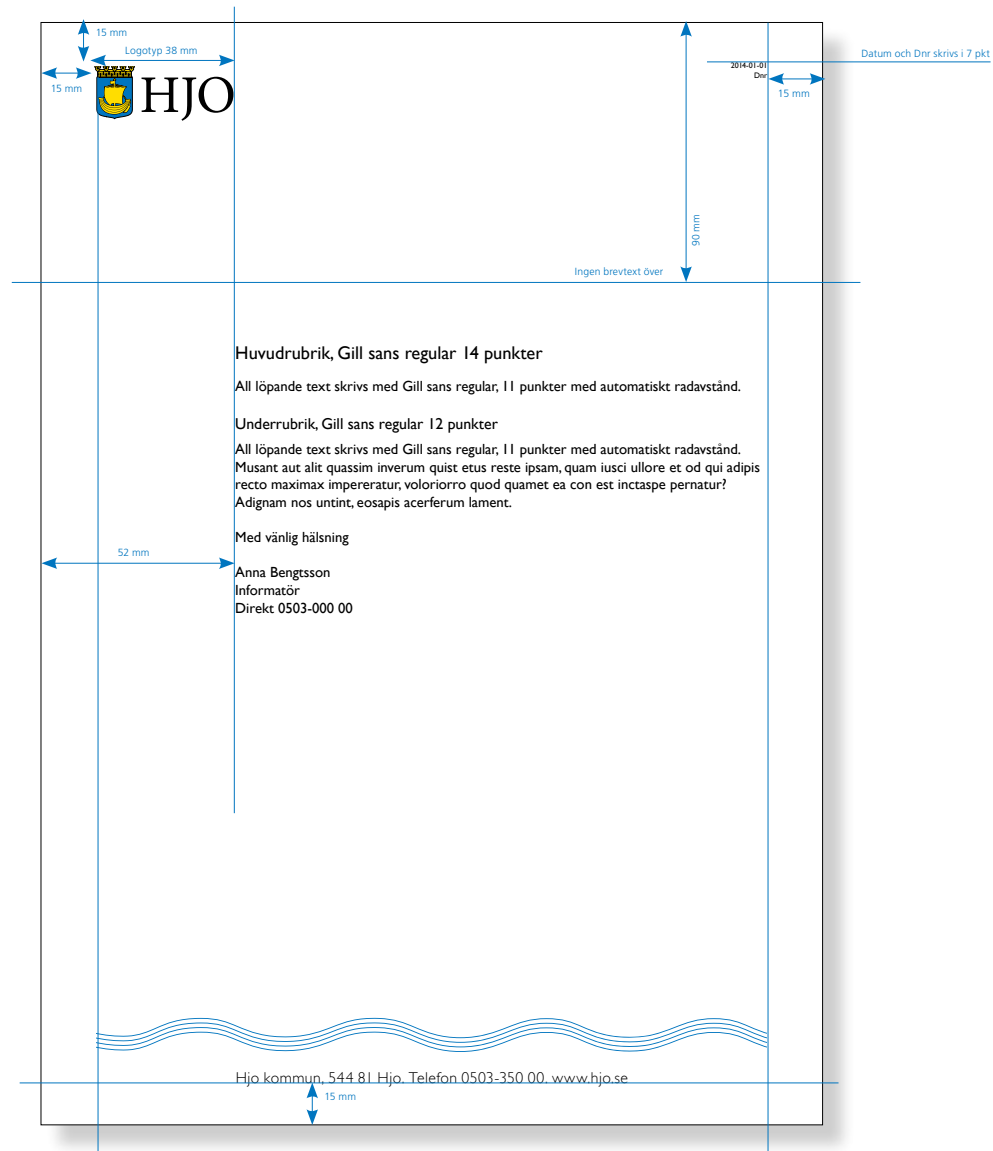 15 mm
Logotyp 38 mm
Datum och Dnr skrivs i 7 pkt
2014-01-01
Dnr
15 mm
15 mm
HJO
90 mm
Ingen brevtext över
Huvudrubrik, Gill sans regular 14 punkter
All löpande text skrivs med Gill sans regular, 11 punkter med automatiskt radavstånd.
Underrubrik, Gill sans regular 12 punkter
All löpande text skrivs med Gill sans regular, 11 punkter med automatiskt radavstånd.
Musant aut alit quassim inverum quist etus reste ipsam, quam iusci ullore et od qui adipis
recto maximax impereratur, voloriorro quod quamet ea con est inctaspe pernatur?
Adignam nos untint, eosapis acerferum lament.
Med vänlig hälsning
52 mm
Anna Bengtsson
Informatör
Direkt 0503-000 00
Hjo kommun, 544 81 Hjo. Telefon 0503-350 00. www.hjo.se
15 mm